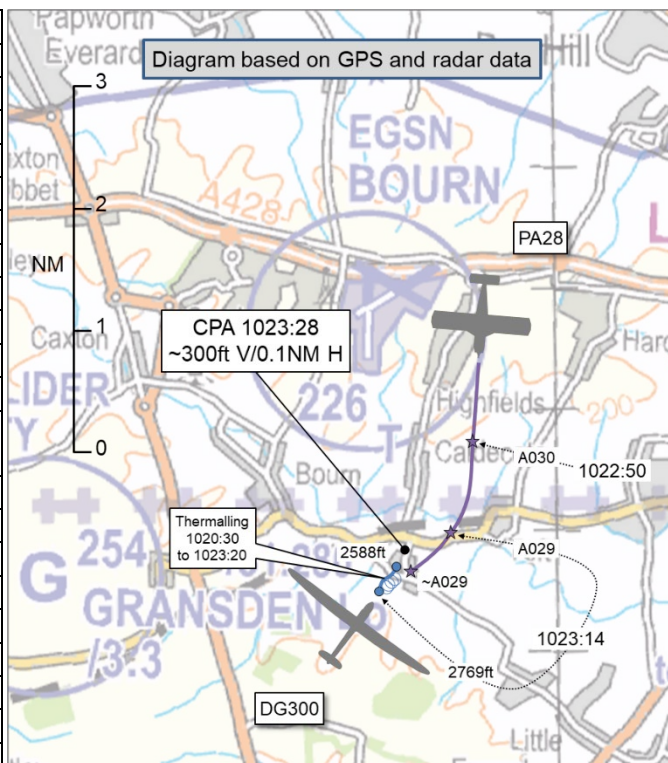 Papworth
Everard
Hill
Diagram based on GPS and radar data
3
EGSN
BOURN
A428
2
PA28
NM
CPA 1023:28
~300ft V/0.1NM H
1
Caxton
226
Highfields
200
0
T
A030
1022:50
Bourn
Thermalling
1020:30
to 1023:20
2588ft
A029
G
254
~A029
GRANSDEN
/3.3
1023:14
2769ft
DG300
Little